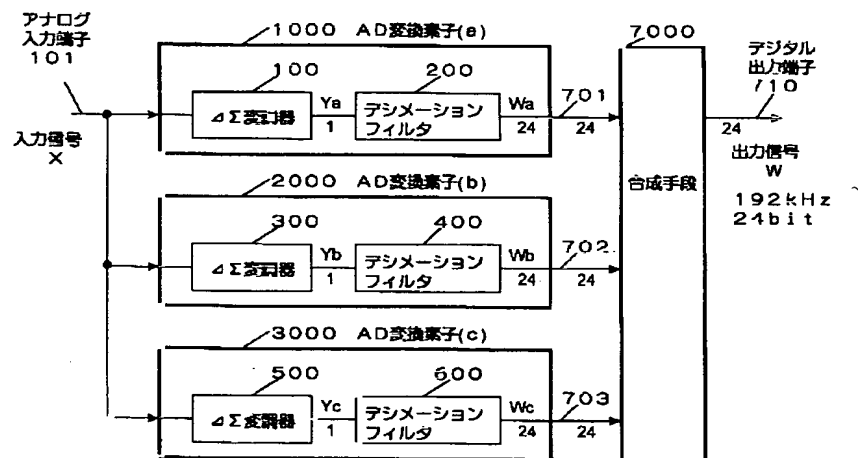 アナログ
入力端子
101
入力信号
X
1000 AD変換素子(a)
100
ΔΣ変調器
Ya
1
200
デシメーション
フィルタ
Wa
24
701
24
2000 AD変換素子(b)
300
ΔΣ変調器
Yb
1
400
デシメーション
フィルタ
Wb
24
702
24
3000 AD変換素子(c)
500
ΔΣ変調器
Yc
1
600
デシメーション
フィルタ
Wc
24
703
24
7000
合成手段
デジタル
出力端子
710
24
出力信号
W
192kHz
24bit